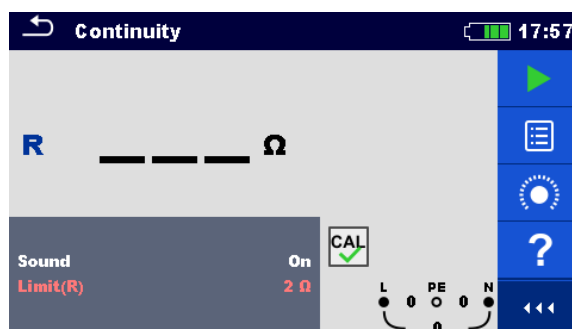 Continuity 17:57
R _ _ _ Ω
?
CAL
Sound On
Limit(R) 2 Ω
L PE N
0 0
0